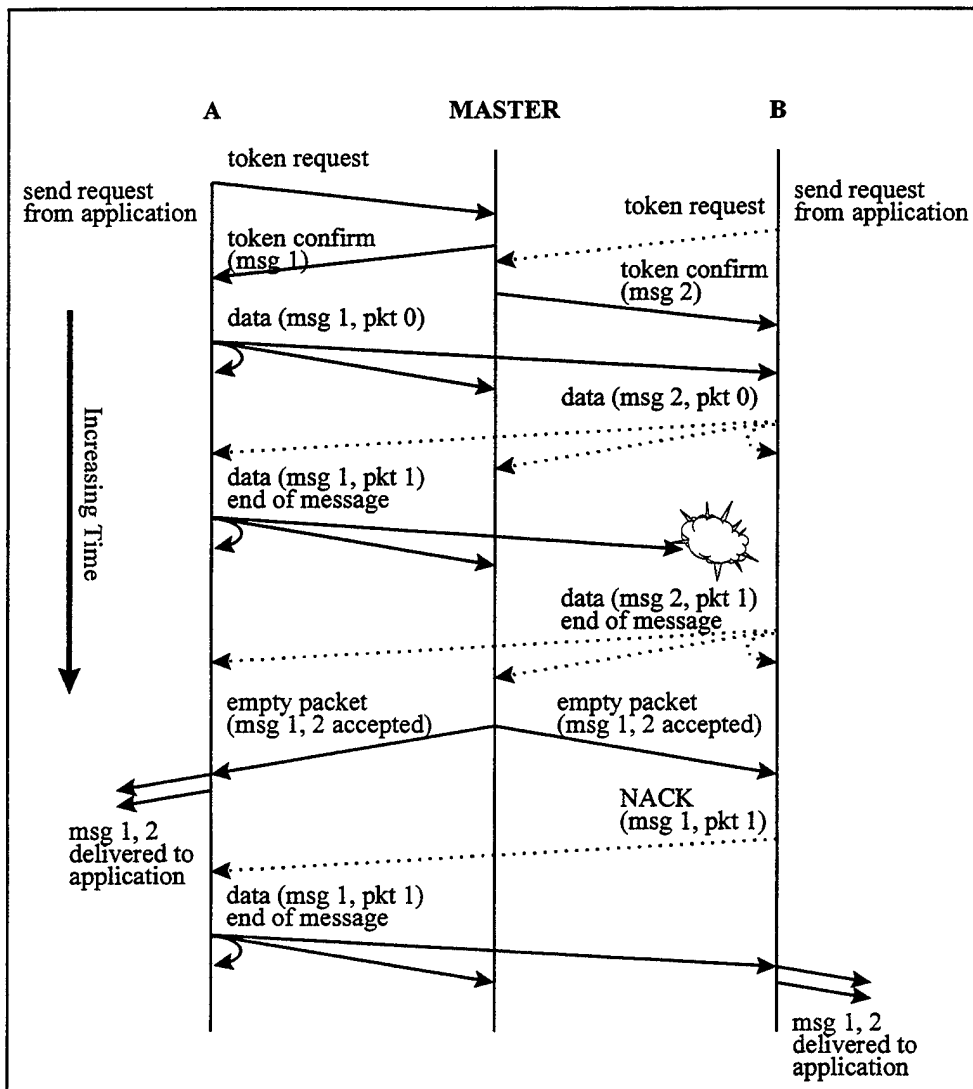 A MASTER B
token request
send request
from application
token request
send request
from application
token confirm
(msg 1)
token confirm
(msg 2)
data (msg 1, pkt 0)
data (msg 2, pkt 0)
Increasing Time
data (msg 1, pkt 1)
end of message
data (msg 2, pkt 1)
end of message
empty packet
(msg 1, 2 accepted)
empty packet
(msg 1, 2 accepted)
NACK
(msg 1, pkt 1)
msg 1, 2
delivered to
application
data (msg 1, pkt 1)
end of message
msg 1, 2
delivered to
application